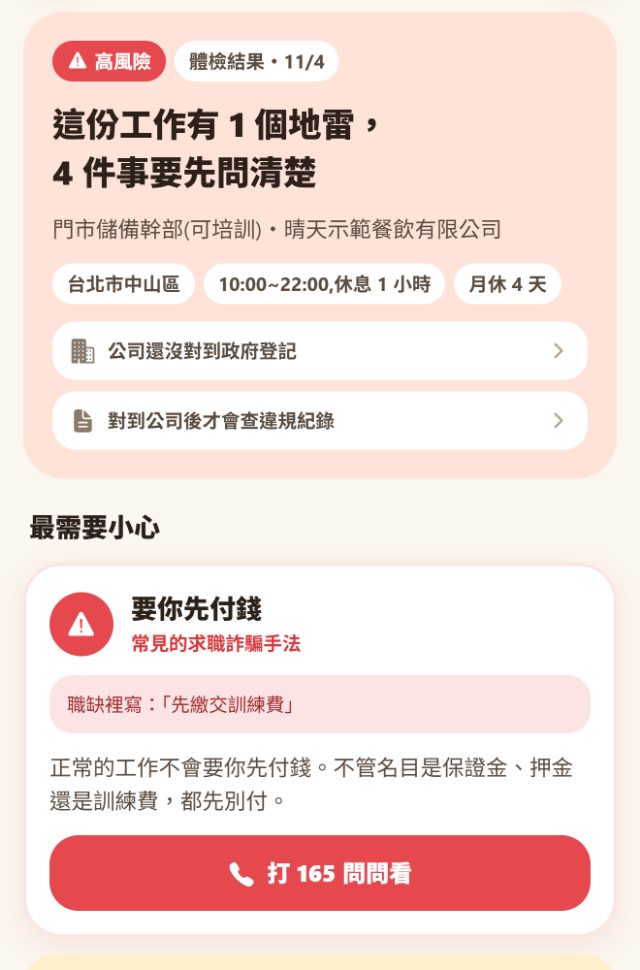 高風險
體檢結果・11/4
這份工作有 1 個地雷，
4 件事要先問清楚
門市儲備幹部(可培訓)・晴天示範餐飲有限公司
台北市中山區
10:00~22:00,休息 1 小時
月休 4 天
公司還沒對到政府登記
對到公司後才會查違規紀錄
最需要小心
要你先付錢
常見的求職詐騙手法
職缺裡寫：「先繳交訓練費」
正常的工作不會要你先付錢。不管名目是保證金、押金
還是訓練費，都先別付。
打 165 問問看